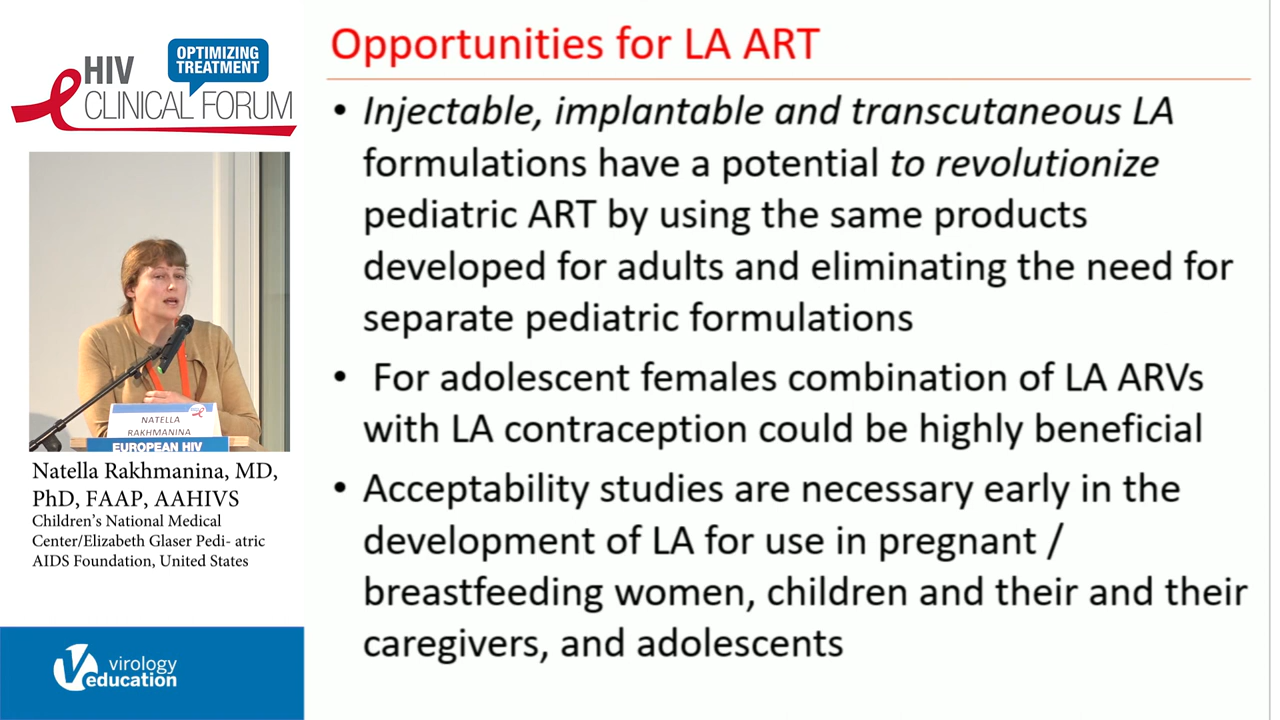 HIV
CLINICAL FORUM
OPTIMIZING
TREATMENT
NATELLA
RAKHMANINA
EUROPEAN HIV
Natella Rakhmanina, MD,
PhD, FAAP, AAHIVS
Children's National Medical
Center/Elizabeth Glaser Pedi- atric
AIDS Foundation, United States
virology
education
Opportunities for LA ART
• Injectable, implantable and transcutaneous LA
formulations have a potential to revolutionize
pediatric ART by using the same products
developed for adults and eliminating the need for
separate pediatric formulations
• For adolescent females combination of LA ARVs
with LA contraception could be highly beneficial
• Acceptability studies are necessary early in the
development of LA for use in pregnant /
breastfeeding women, children and their and their
caregivers, and adolescents